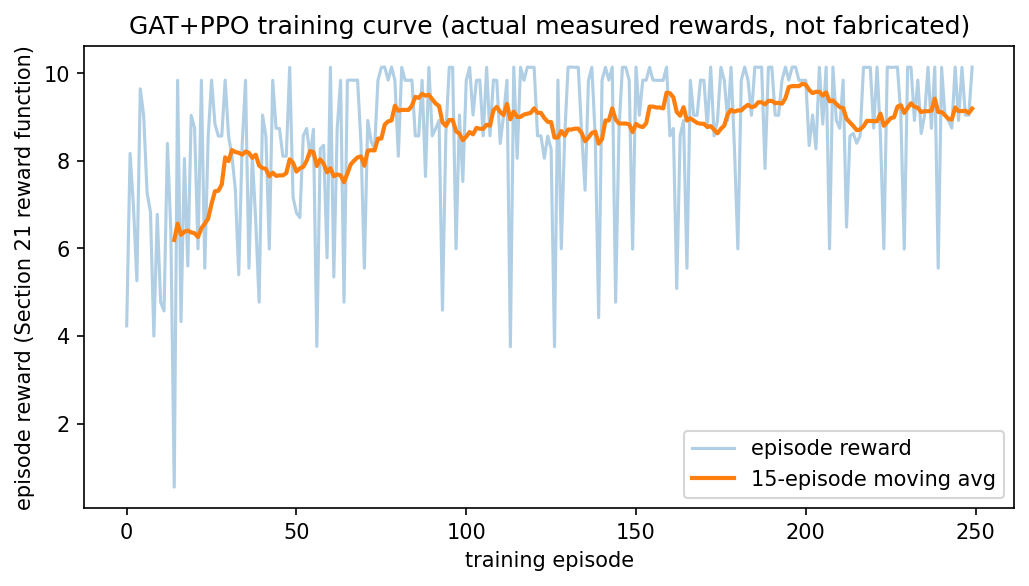 GAT+PPO training curve (actual measured rewards, not fabricated)
episode reward (Section 21 reward function)
10
8
6
4
2
episode reward
15-episode moving avg
0
50
100
150
200
250
training episode